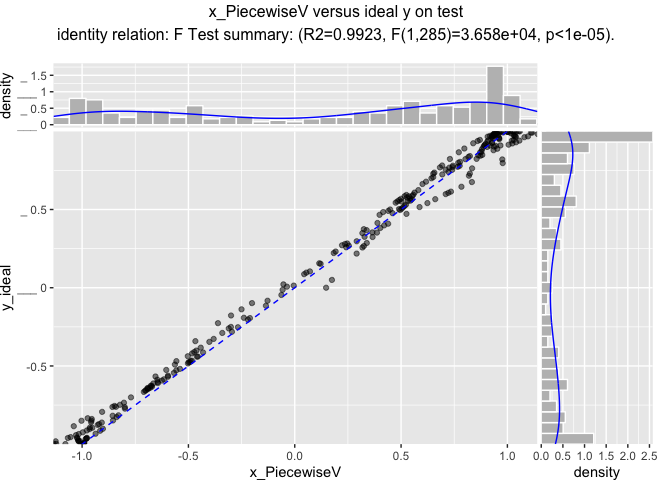 x_PiecewiseV versus ideal y on test
identity relation: F Test summary: (R2=0.9923, F(1,285)=3.658e+04, p<1e-05).
density
1.5
1
0.5
0
y_ideal
0.5
0
-0.5
-1.0 -0.5 0.0 0.5 1.0
x_PiecewiseV
0.0 0.5 1.0 1.5 2.0 2.5
density